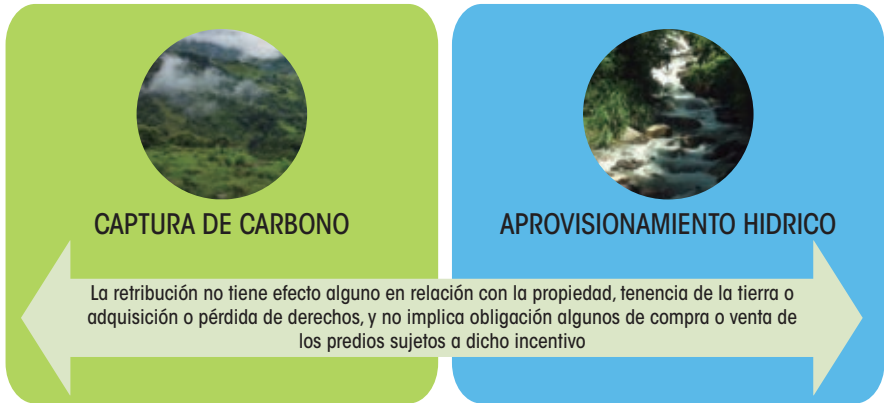 CAPTURA DE CARBONO
APROVISIONAMIENTO HIDRICO
La retribución no tiene efecto alguno en relación con la propiedad, tenencia de la tierra o
adquisición o pérdida de derechos, y no implica obligación algunos de compra o venta de
los predios sujetos a dicho incentivo